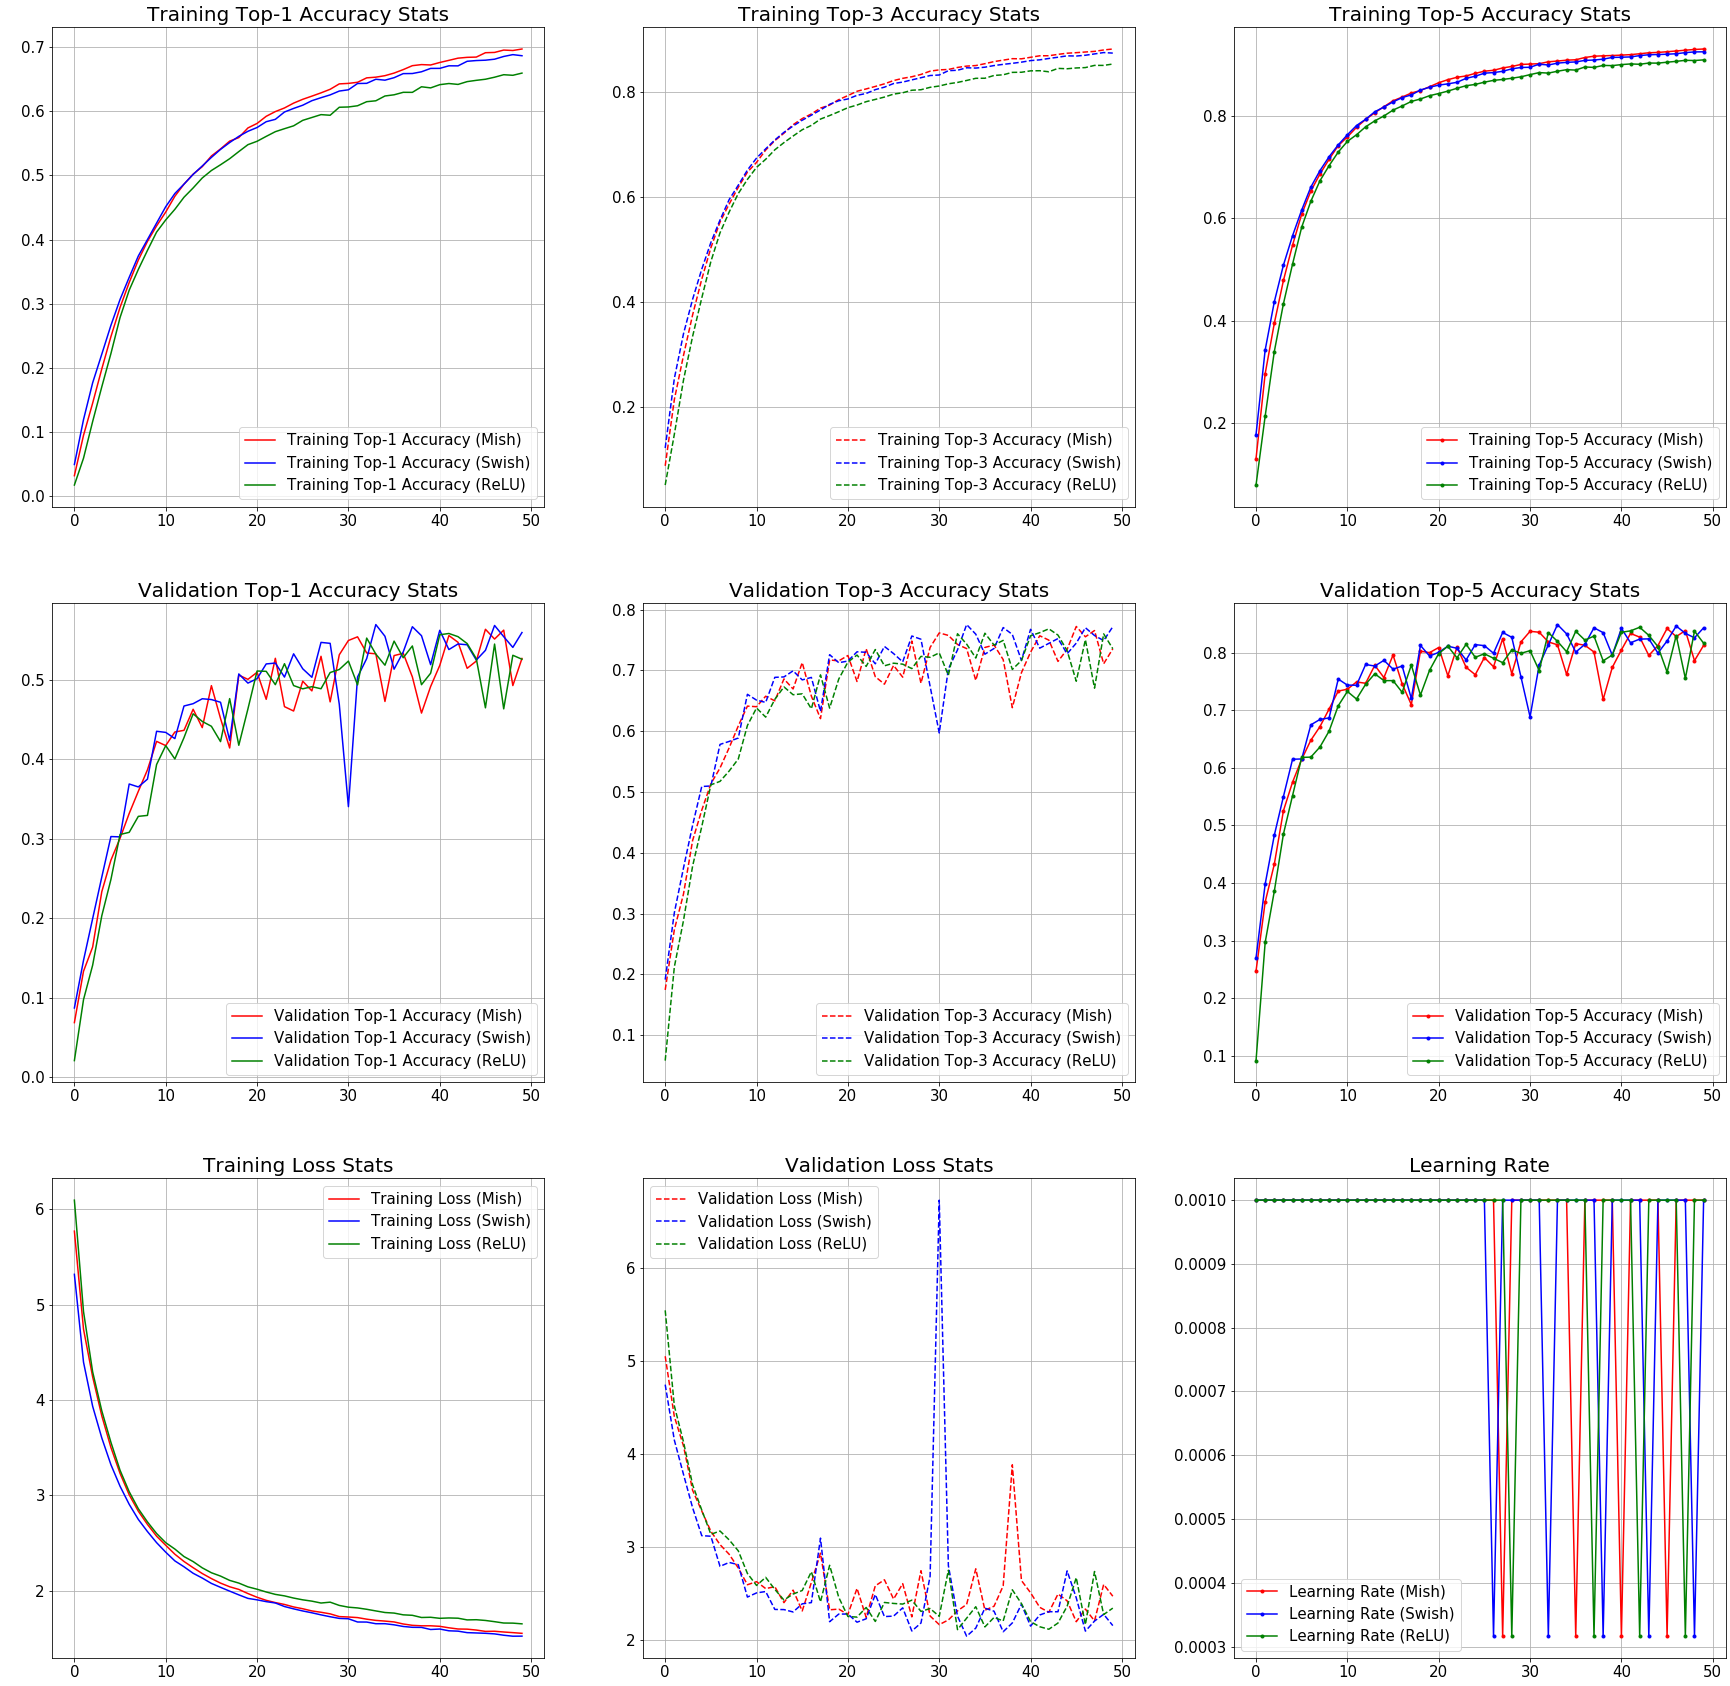 Training Top-1 Accuracy Stats
0.7
0.6
0.5
0.4
0.3
0.2
0.1
0.0
Training Top-1 Accuracy (Mish)
Training Top-1 Accuracy (Swish)
Training Top-1 Accuracy (ReLU)
0 10 20 30 40 50
Training Top-3 Accuracy Stats
0.8
0.6
0.4
0.2
Training Top-3 Accuracy (Mish)
Training Top-3 Accuracy (Swish)
Training Top-3 Accuracy (ReLU)
0 10 20 30 40 50
Training Top-5 Accuracy Stats
0.8
0.6
0.4
0.2
Training Top-5 Accuracy (Mish)
Training Top-5 Accuracy (Swish)
Training Top-5 Accuracy (ReLU)
0 10 20 30 40 50
Validation Top-1 Accuracy Stats
0.5
0.4
0.3
0.2
0.1
0.0
Validation Top-1 Accuracy (Mish)
Validation Top-1 Accuracy (Swish)
Validation Top-1 Accuracy (ReLU)
0 10 20 30 40 50
Validation Top-3 Accuracy Stats
0.8
0.7
0.6
0.5
0.4
0.3
0.2
0.1
Validation Top-3 Accuracy (Mish)
Validation Top-3 Accuracy (Swish)
Validation Top-3 Accuracy (ReLU)
0 10 20 30 40 50
Validation Top-5 Accuracy Stats
0.8
0.7
0.6
0.5
0.4
0.3
0.2
0.1
Validation Top-5 Accuracy (Mish)
Validation Top-5 Accuracy (Swish)
Validation Top-5 Accuracy (ReLU)
0 10 20 30 40 50
Training Loss Stats
Training Loss (Mish)
Training Loss (Swish)
Training Loss (ReLU)
6
5
4
3
2
0 10 20 30 40 50
Validation Loss Stats
Validation Loss (Mish)
Validation Loss (Swish)
Validation Loss (ReLU)
6
5
4
3
2
0 10 20 30 40 50
Learning Rate
0.0010
0.0009
0.0008
0.0007
0.0006
0.0005
0.0004
0.0003
Learning Rate (Mish)
Learning Rate (Swish)
Learning Rate (ReLU)
0 10 20 30 40 50